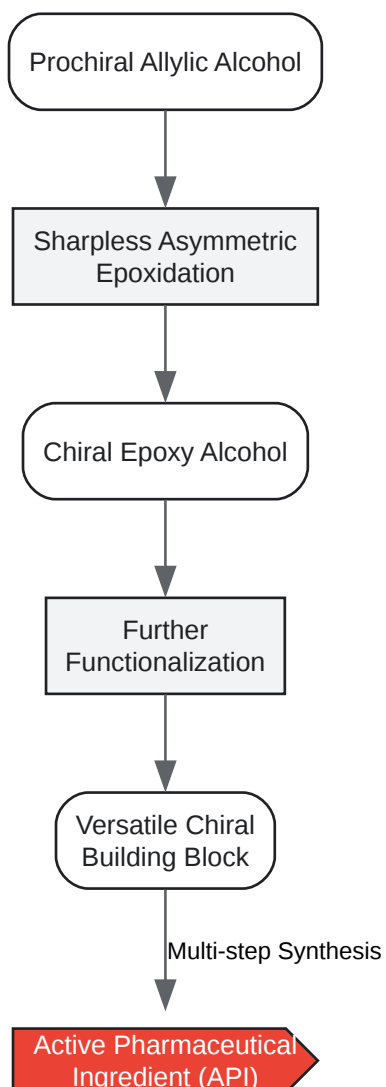 Prochiral Allylic Alcohol
Sharpless Asymmetric
Epoxidation
Chiral Epoxy Alcohol
Further
Functionalization
Versatile Chiral
Building Block
Multi-step Synthesis
Active Pharmaceutical
Ingredient (API)